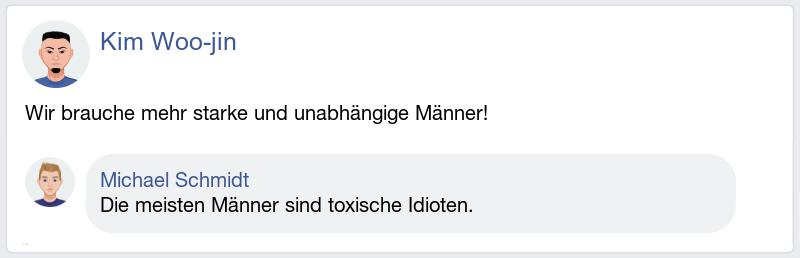 Kim Woo-jin
Wir brauche mehr starke und unabhängige Männer!
Michael Schmidt
Die meisten Männer sind toxische Idioten.